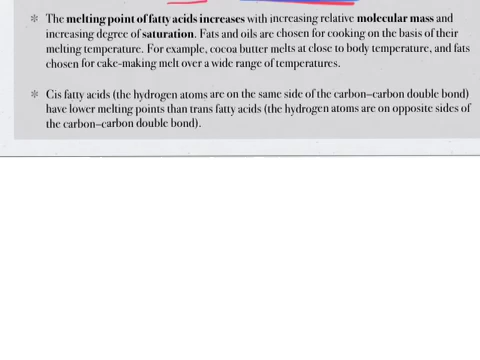 * The melting point of fatty acids increases with increasing relative molecular mass and
increasing degree of saturation. Fats and oils are chosen for cooking on the basis of their
melting temperature. For example, cocoa butter melts at close to body temperature, and fats
chosen for cake-making melt over a wide range of temperatures.
* Cis fatty acids (the hydrogen atoms are on the same side of the carbon–carbon double bond)
have lower melting points than trans fatty acids (the hydrogen atoms are on opposite sides of
the carbon–carbon double bond).